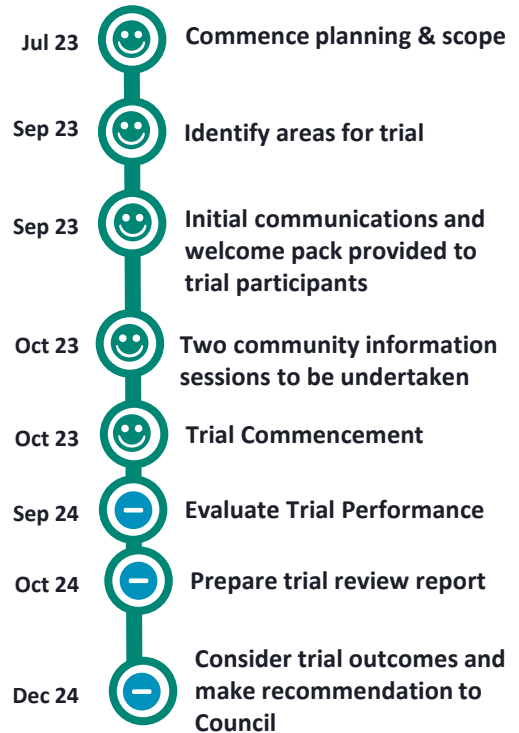 Jul 23
Commence planning & scope
Sep 23
Identify areas for trial
Sep 23
Initial communications and
welcome pack provided to
trial participants
Oct 23
Two community information
sessions to be undertaken
Oct 23
Trial Commencement
Sep 24
Evaluate Trial Performance
Oct 24
Prepare trial review report
Dec 24
Consider trial outcomes and
make recommendation to
Council